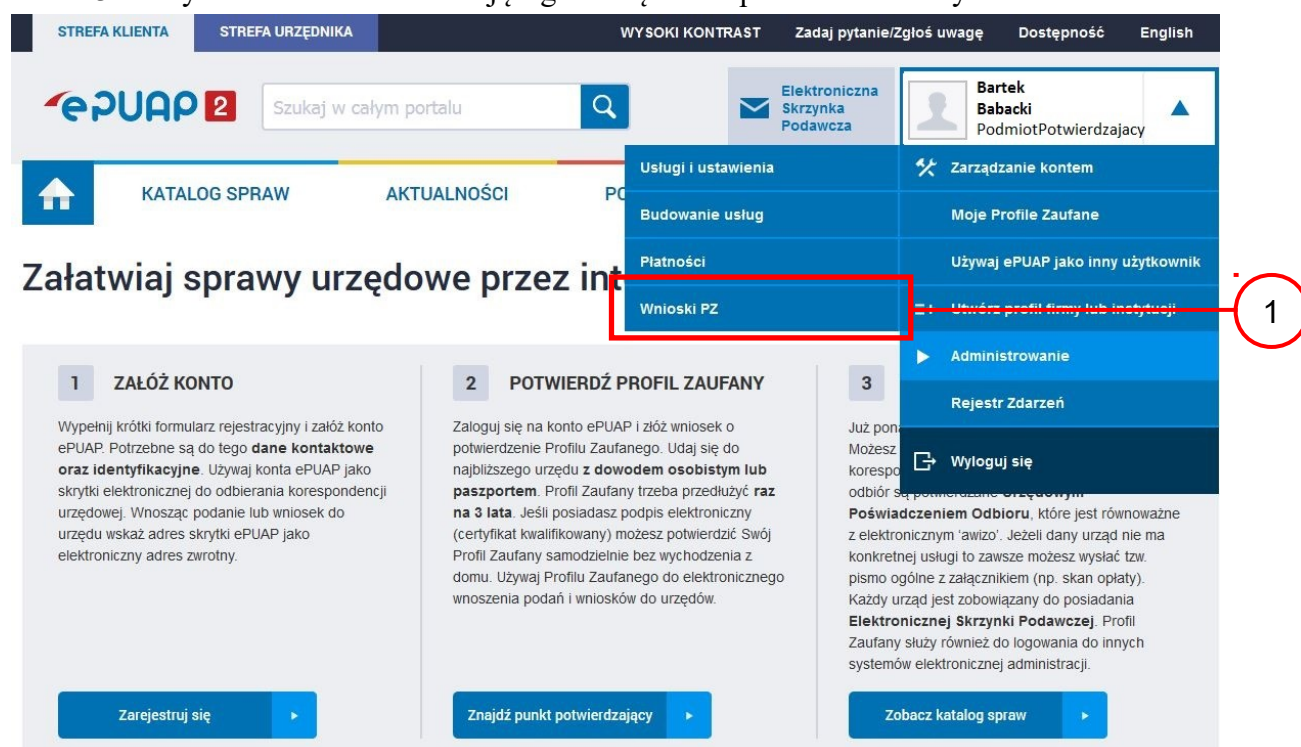 STREFA KLIENTA STREFA URZĘDNIKA WYSOKI KONTRAST Zadaj pytanie/Zgłoś uwagę Dostępność English
ePUAP 2
Szukaj w całym portalu
Elektroniczna
Skrzynka
Podawcza
Bartek
Babacki
PodmiotPotwierdzajacy
KATALOG SPRAW AKTUALNOŚCI
Usługi i ustawienia
Budowanie usług
Płatności
Wnioski PZ
Zarządzanie kontem
Moje Profile Zaufane
Używaj ePUAP jako inny użytkownik
Utwórz profil firmy lub instytucji
Administrowanie
Rejestr Zdarzeń
Wyloguj się
1
Załatwiaj sprawy urzędowe przez int
1 ZAŁÓŻ KONTO
Wypełnij krótki formularz rejestracyjny i załóż konto
ePUAP. Potrzebne są do tego dane kontaktowe
oraz identyfikacyjne. Używaj konta ePUAP jako
skrytki elektronicznej do odbierania korespondencji
urzędowej. Wnosząc podanie lub wniosek do
urzędu wskaż adres skrytki ePUAP jako
elektroniczny adres zwrotny.
Zarejestruj się
2 POTWIERDŹ PROFIL ZAUFANY
Zaloguj się na konto ePUAP i złóż wniosek o
potwierdzenie Profilu Zaufanego. Udaj się do
najbliższego urzędu z dowodem osobistym lub
paszportem. Profil Zaufany trzeba przedłużyć raz
na 3 lata. Jeśli posiadasz podpis elektroniczny
(certyfikat kwalifikowany) możesz potwierdzić Swój
Profil Zaufany samodzielnie bez wychodzenia z
domu. Używaj Profilu Zaufanego do elektronicznego
wnoszenia podań i wniosków do urzędów.
Znajdź punkt potwierdzający
3
Już
Możesz
odbiór są potwierdzane Urzędowym
Poświadczeniem Odbioru, które jest równoważne
z elektronicznym 'awizo'. Jeżeli dany urząd nie ma
konkretnej usługi to zawsze możesz wysłać tzw.
pismo ogólne z załącznikiem (np. skan opłaty).
Każdy urząd jest zobowiązany do posiadania
Elektronicznej Skrzynki Podawczej. Profil
Zaufany służy również do logowania do innych
systemów elektronicznej administracji.
Zobacz katalog spraw